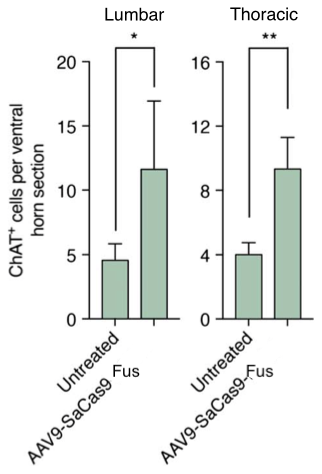 Lumbar
Thoracic
*
**
ChAT+ cells per ventral
horn section
20
15
10
5
0
16
12
8
4
0
Untreated
AAV9-SaCas9
Fus
Untreated
AAV9-SaCas9-
Fus